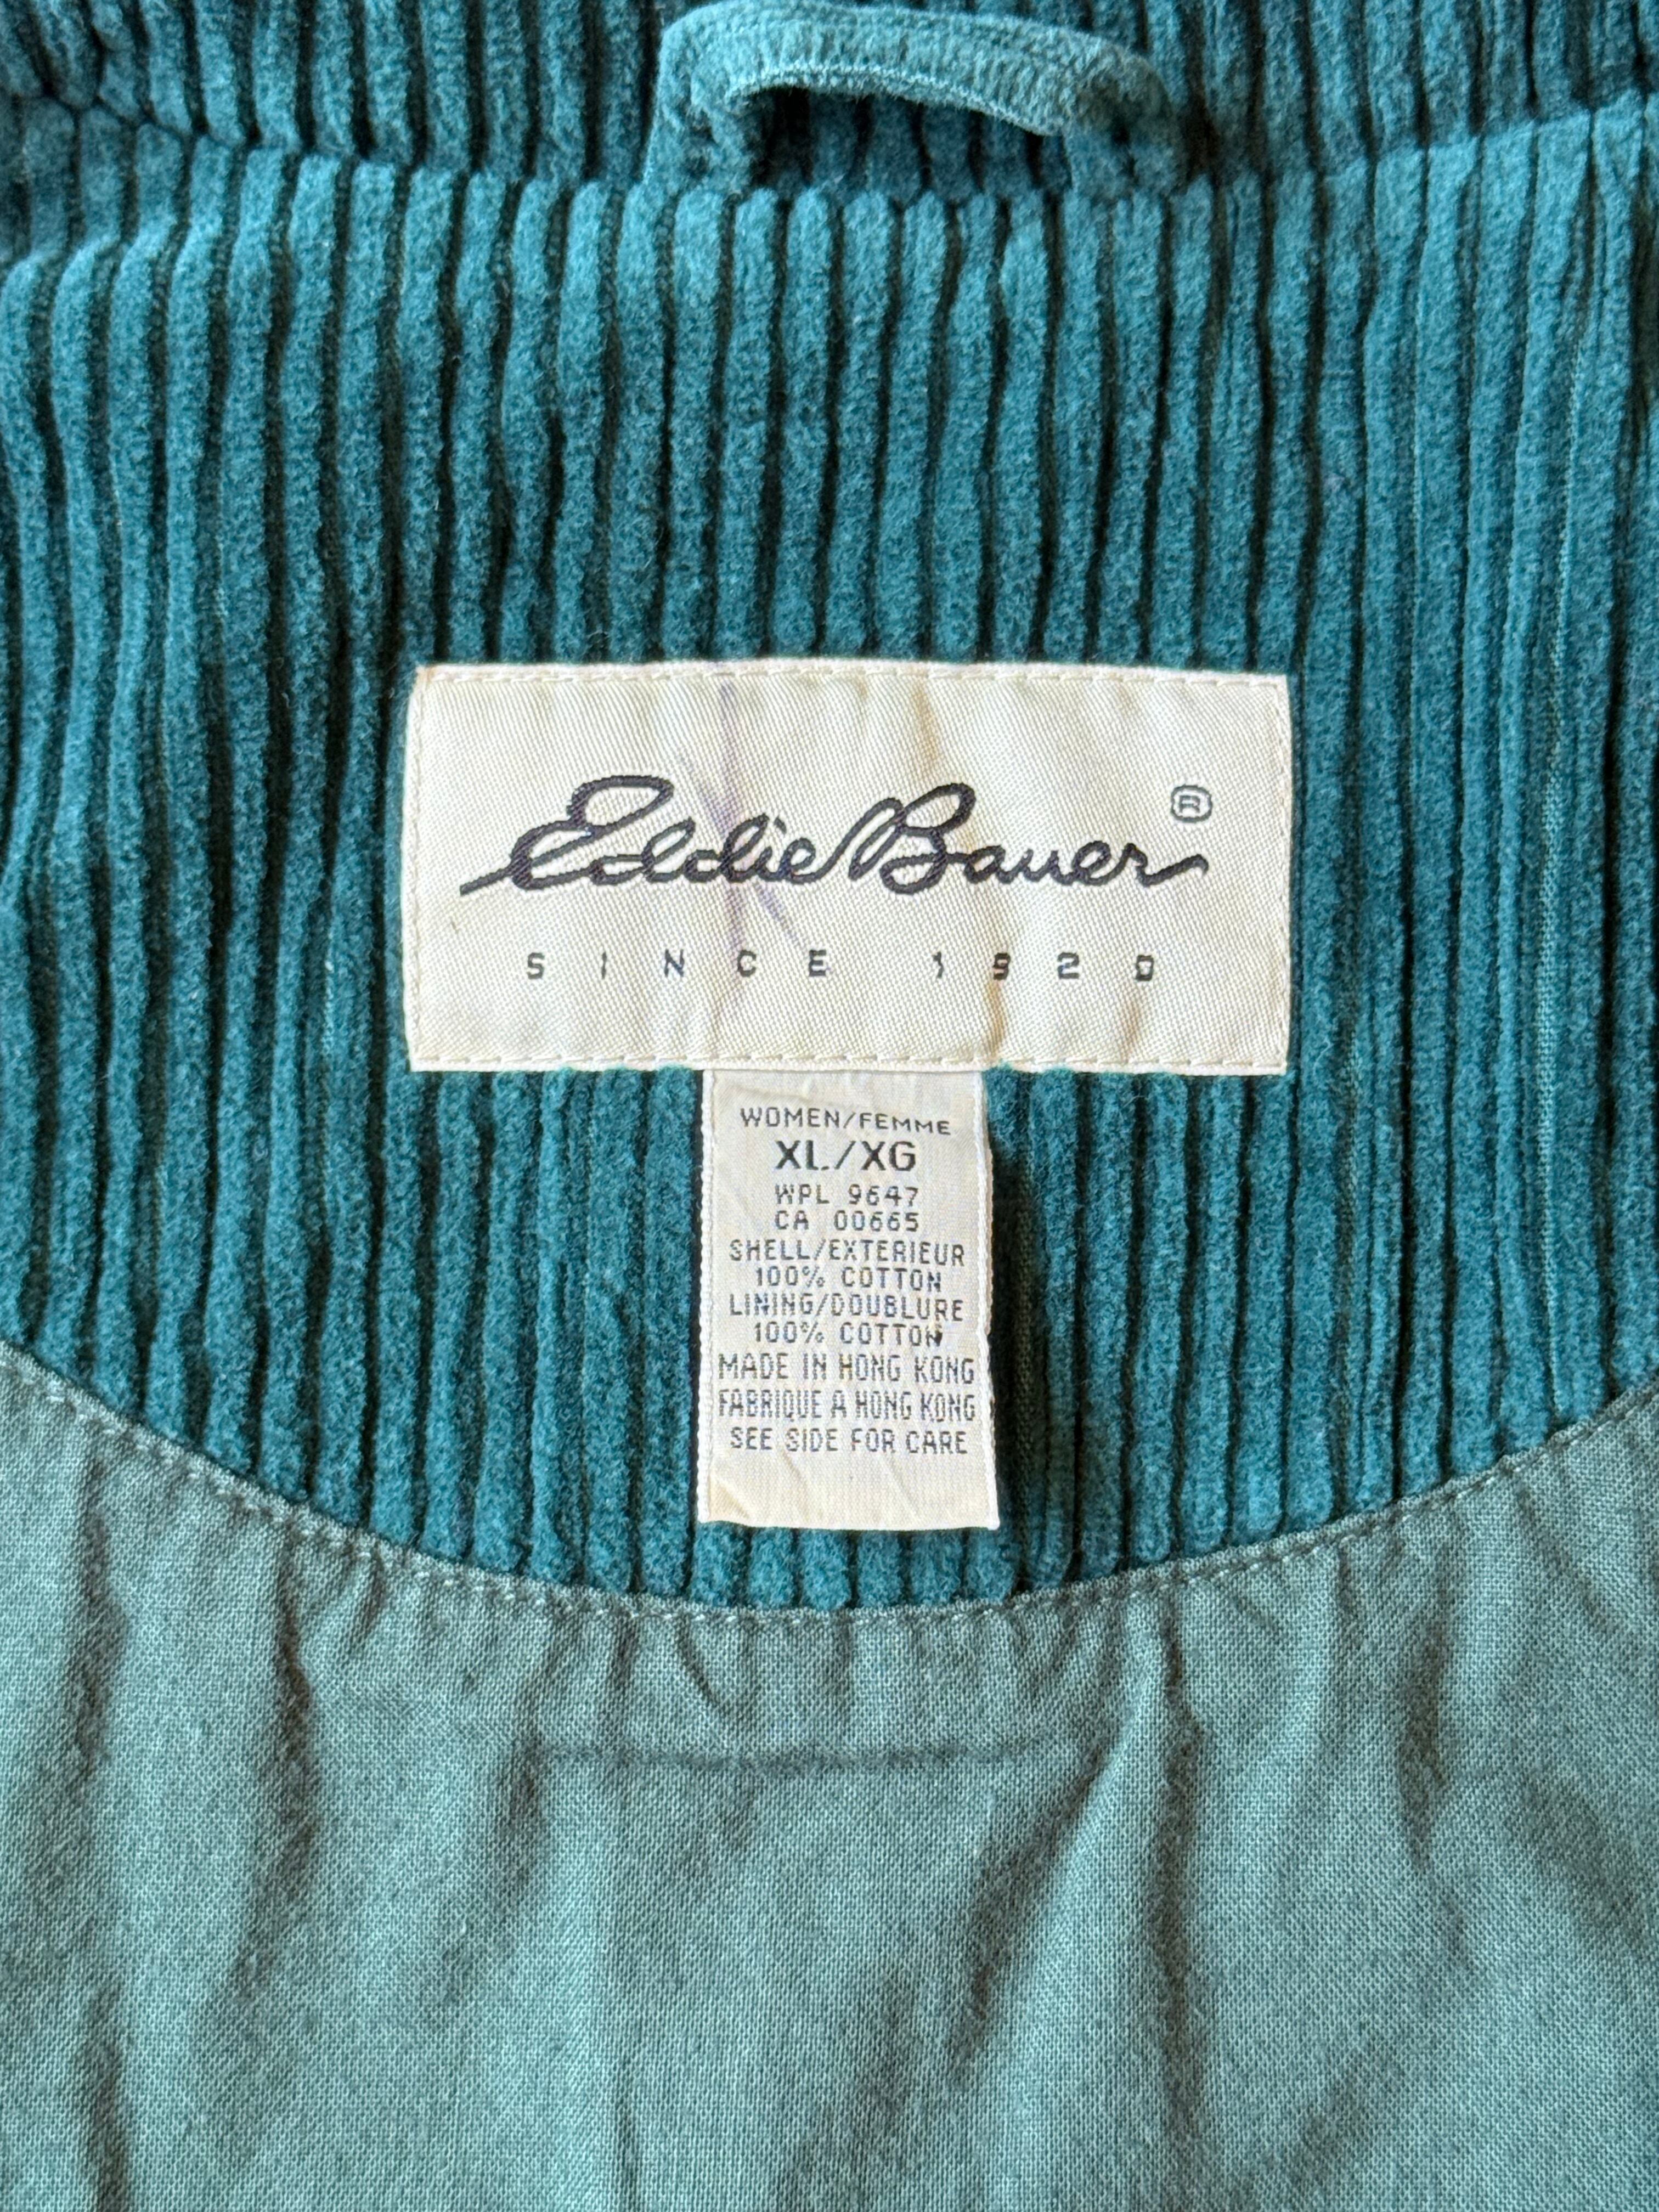 Eddie Bauer ®
SINCE 1920
WOMEN/FEMME
XL/XG
WPL 9647
CA 00665
SHELL/EXTERIEUR
100% COTTON
LINING/DOUBLURE
100% COTTON
MADE IN HONG KONG
FABRIQUE A HONG KONG
SEE SIDE FOR CARE